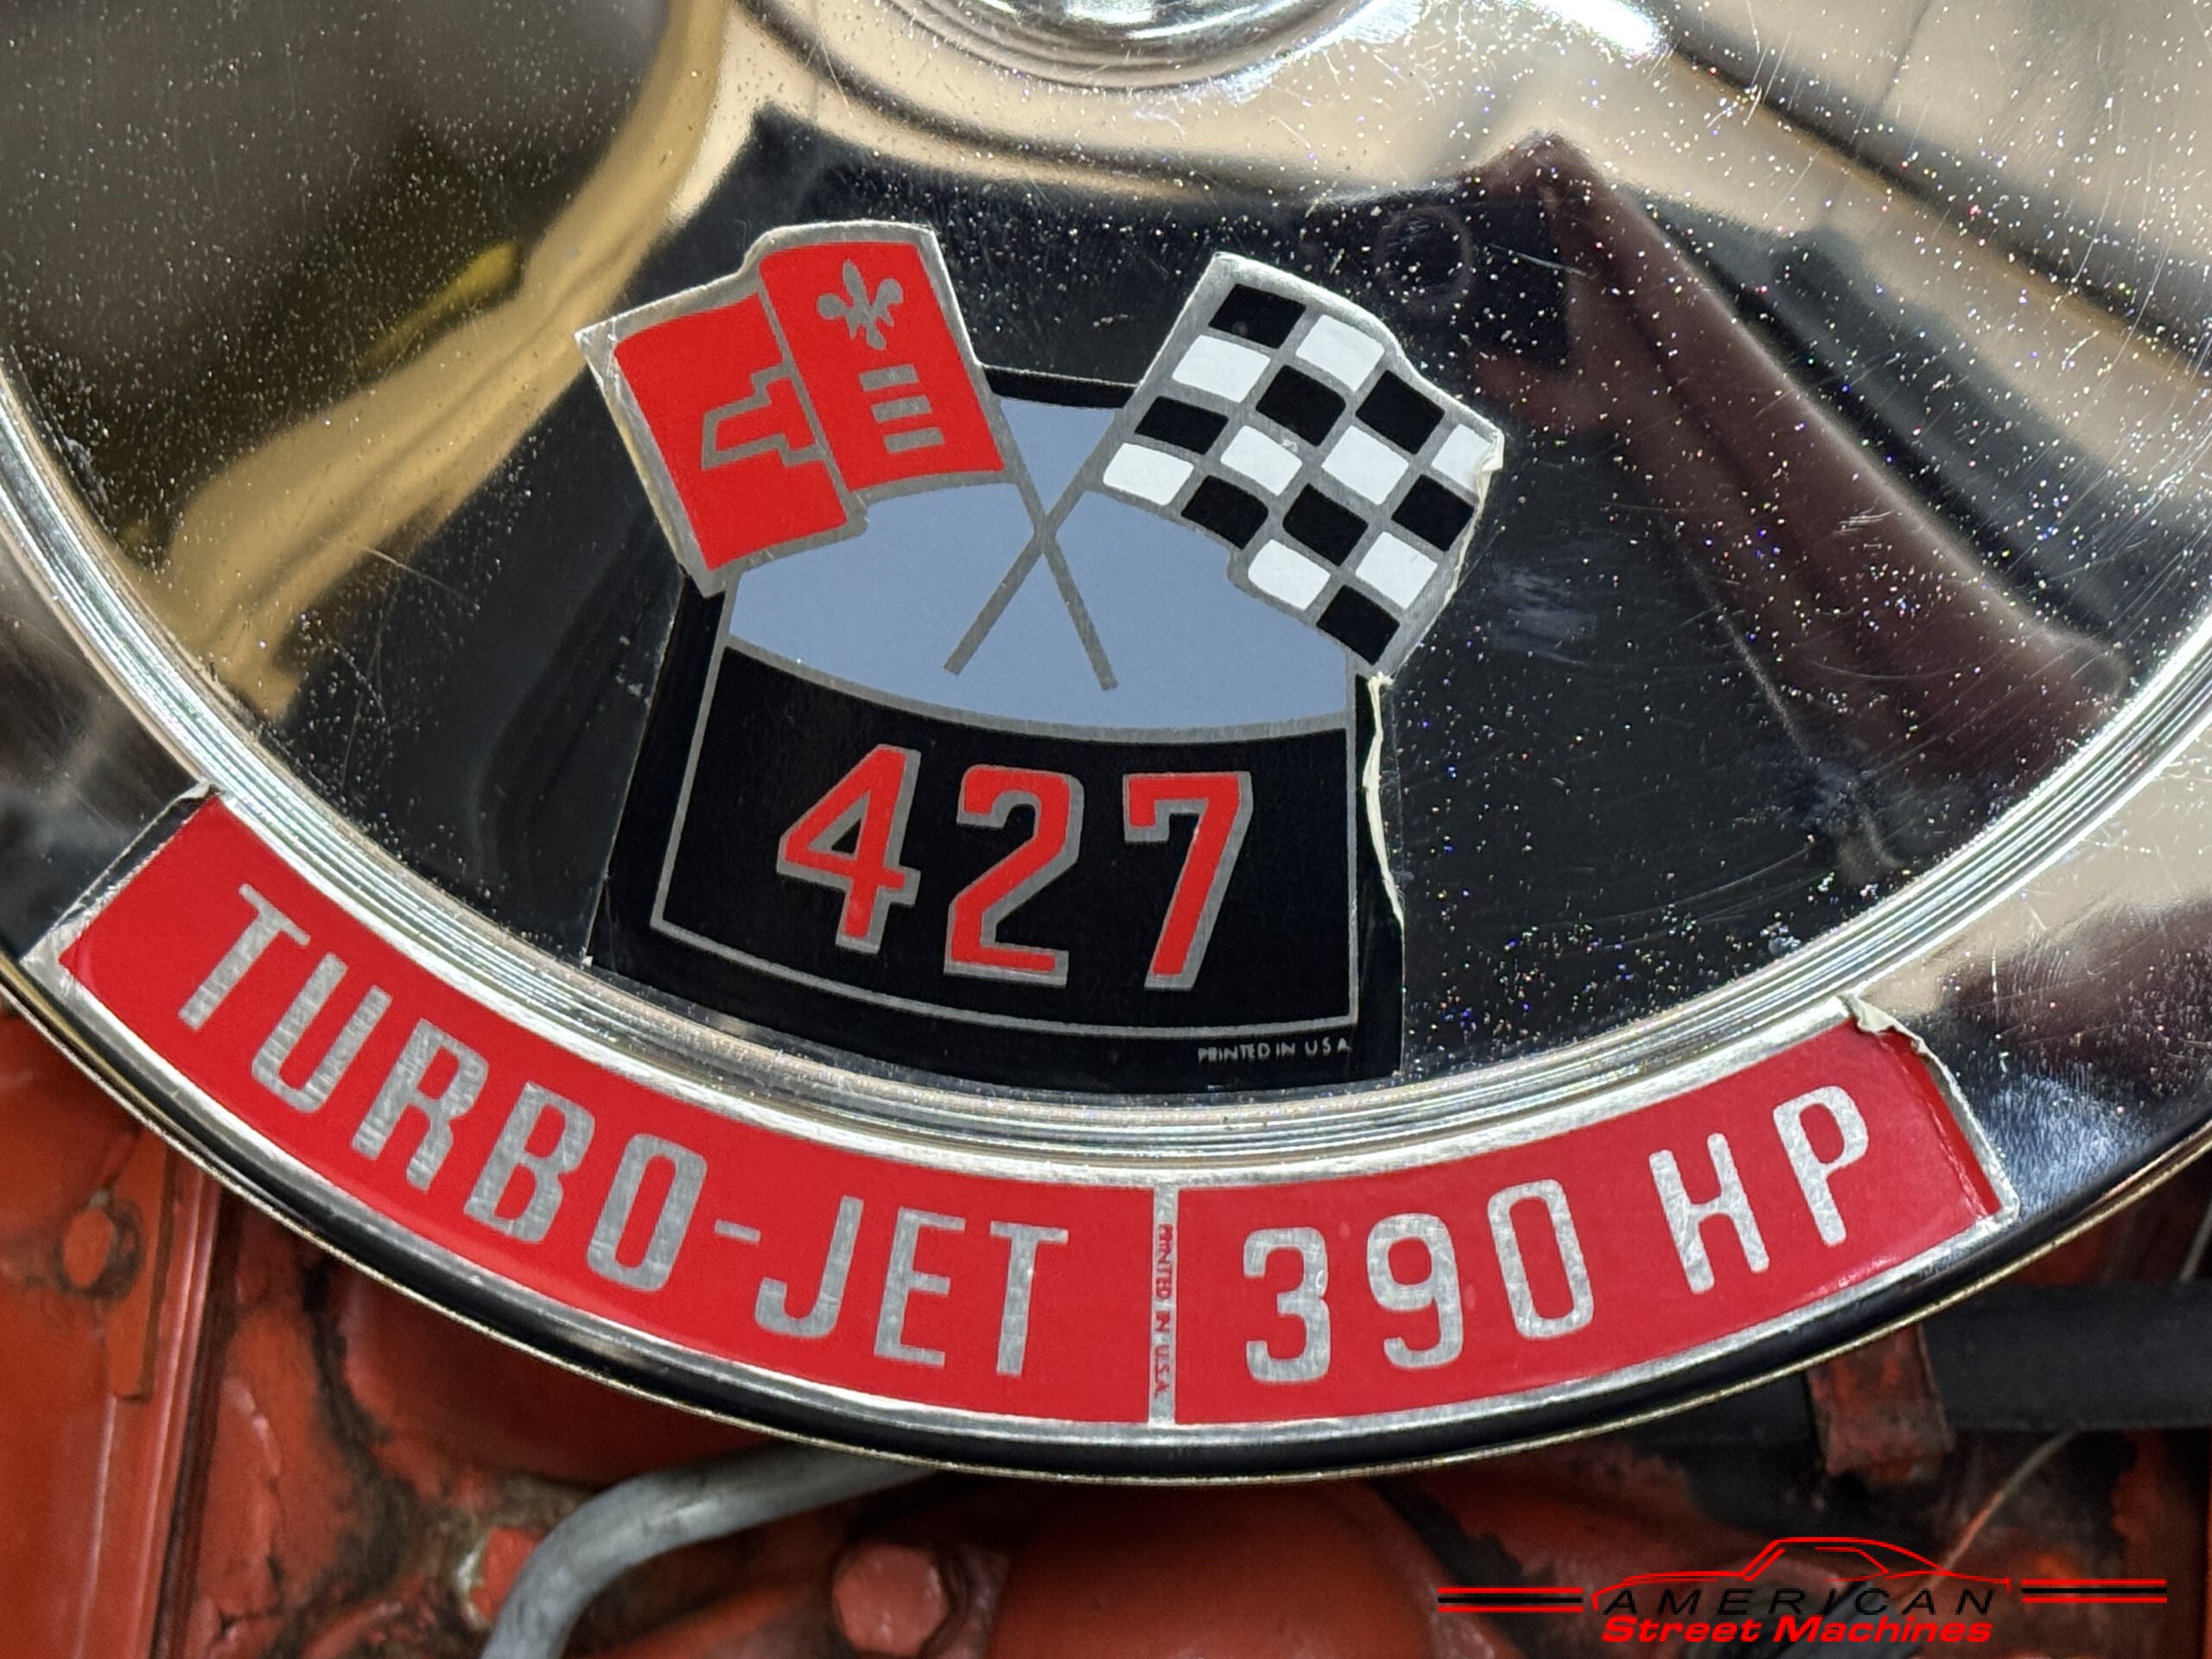 427
PRINTED IN U S A
TURBO-JET
PRINTED IN U.S.A.
390 HP
AMERICAN
Street Machines